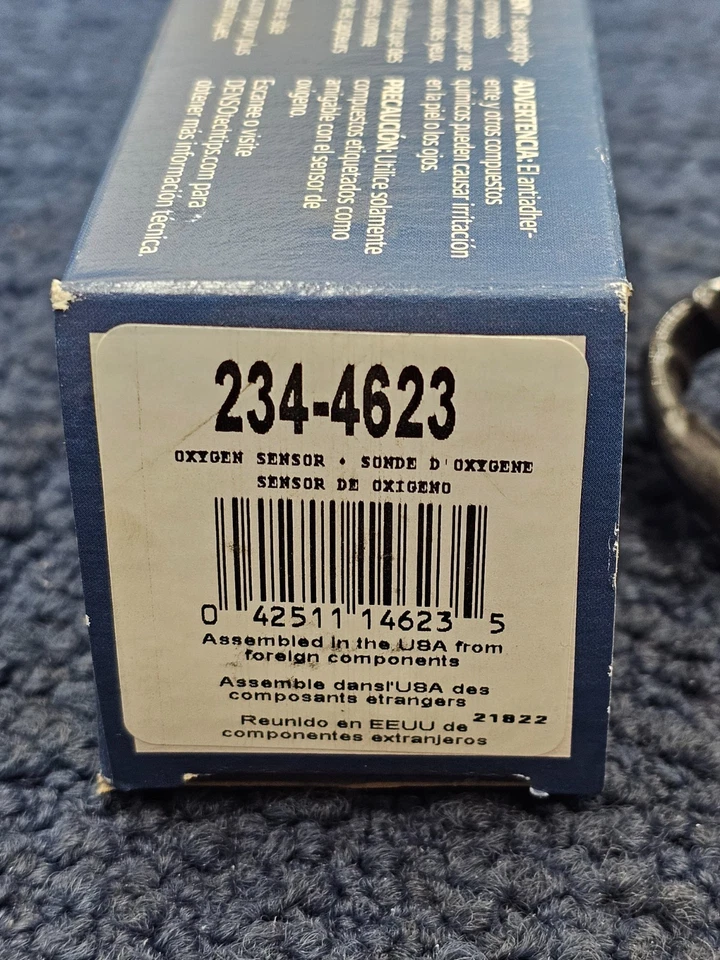 ADVERTENCIA: El antiadher-
ente y otros compuestos
químicos pueden causar irritación
en la piel o los ojos.
PRECAUCIÓN: Utilice solamente
compuestos etiquetados como
amigable con el sensor de
oxígeno.
Escanee o visite
DENSOtechtips.com para
obtener más información técnica.
234-4623
OXYGEN SENSOR • SONDE D'OXYGENE
SENSOR DE OXIGENO
0 42511 14623 5
Assembled in the USA from
foreign components
Assemble dansl'USA des
composants etrangers
Reunido en EEUU de 21822
componentes extranjeros